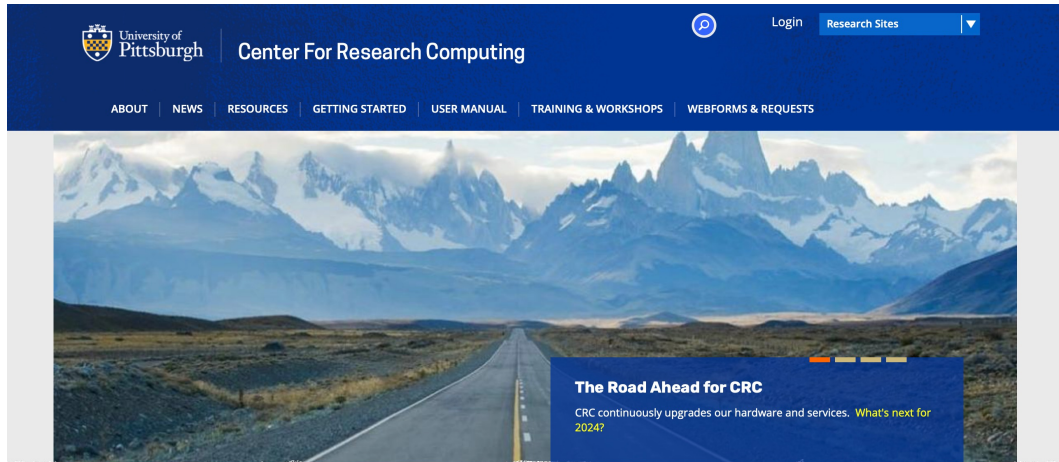 University of
Pittsburgh
Center For Research Computing
Login
Research Sites
ABOUT
NEWS
RESOURCES
GETTING STARTED
USER MANUAL
TRAINING & WORKSHOPS
WEBFORMS & REQUESTS
The Road Ahead for CRC
CRC continuously upgrades our hardware and services. What's next for
2024?